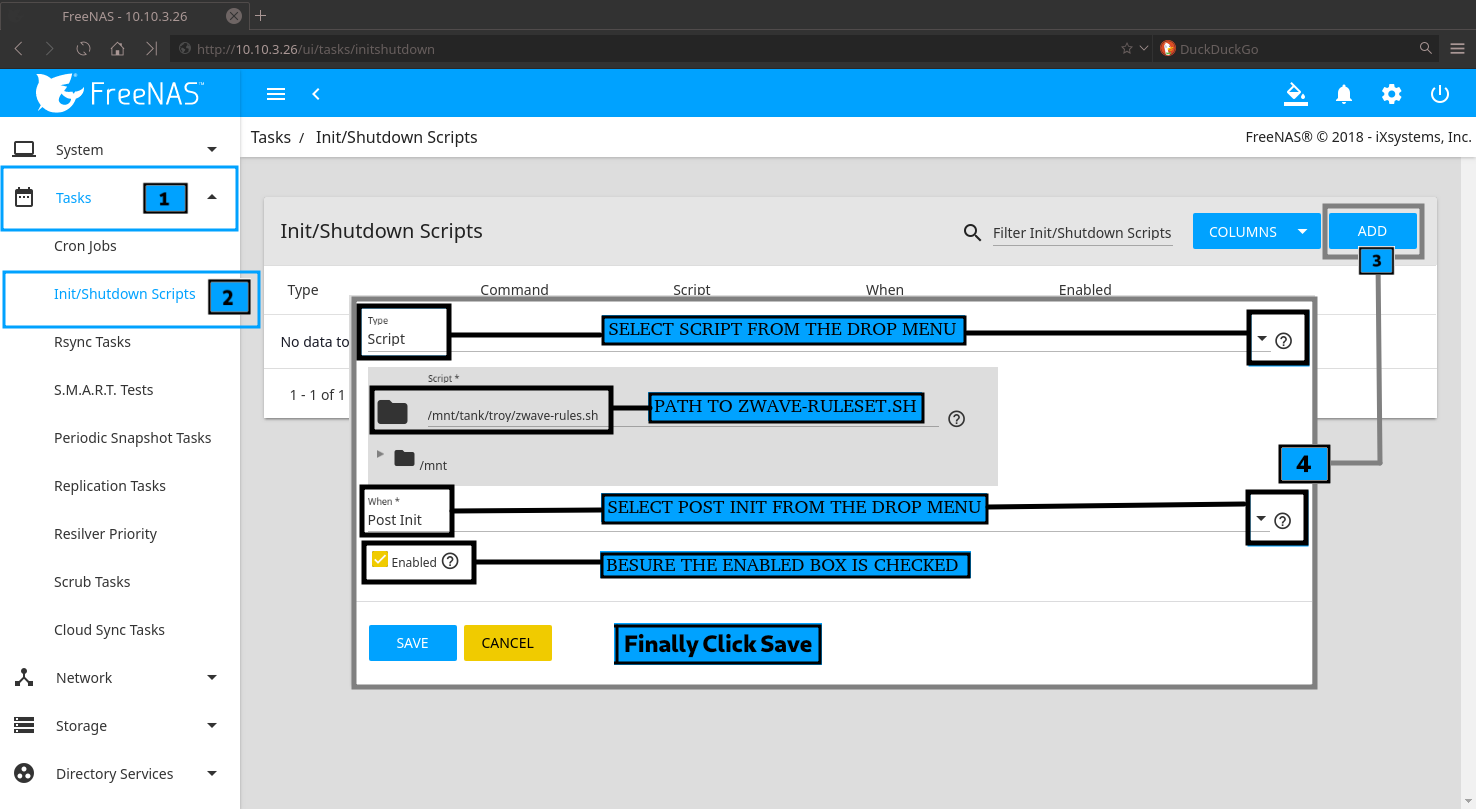 FreeNAS - 10.10.3.26
http://10.10.3.26/ui/tasks/initshutdown
DuckDuckGo
FreeNAS™
Tasks / Init/Shutdown Scripts
FreeNAS® © 2018 - iXsystems, Inc.
System
Tasks
1
Cron Jobs
Init/Shutdown Scripts
2
Rsync Tasks
S.M.A.R.T. Tests
Periodic Snapshot Tasks
Replication Tasks
Resilver Priority
Scrub Tasks
Cloud Sync Tasks
Network
Storage
Directory Services
Init/Shutdown Scripts
Filter Init/Shutdown Scripts
COLUMNS
ADD
3
Type Command Script When Enabled
No data to
1 - 1 of 1
Type
Script
SELECT SCRIPT FROM THE DROP MENU
Script *
/mnt/tank/troy/zwave-rules.sh
PATH TO ZWAVE-RULESET.SH
/mnt
4
When *
Post Init
SELECT POST INIT FROM THE DROP MENU
Enabled
BESURE THE ENABLED BOX IS CHECKED
SAVE
CANCEL
Finally Click Save